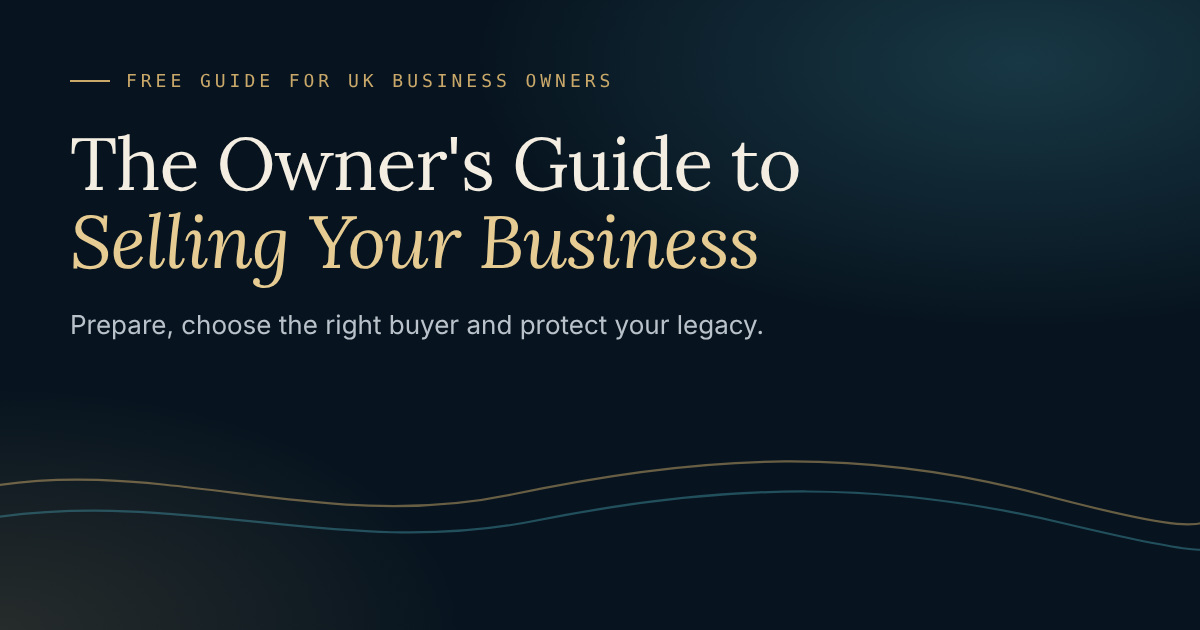 FREE GUIDE FOR UK BUSINESS OWNERS
The Owner's Guide to
Selling Your Business
Prepare, choose the right buyer and protect your legacy.